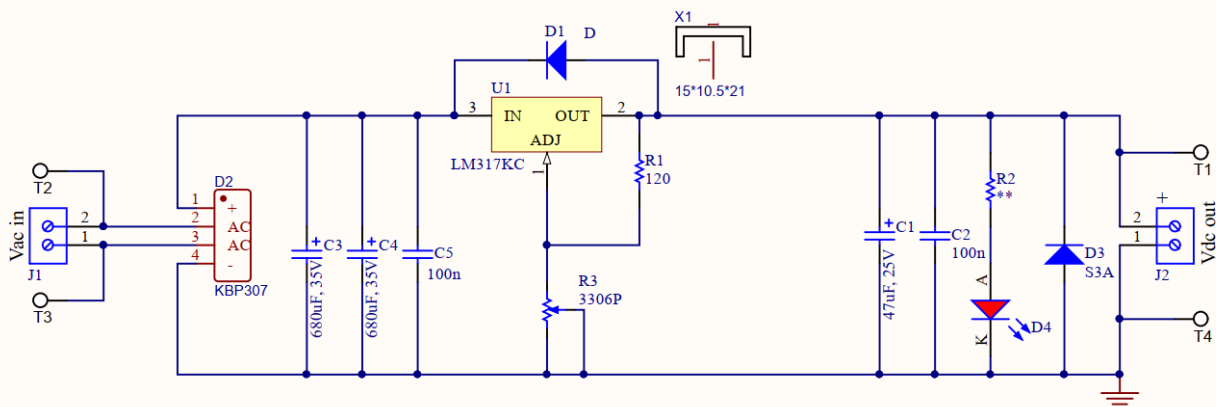 X1
1
1
15*10.5*21
D1 D
U1
3 IN OUT 2
ADJ
LM317KC
1
R1
120
T2
Vac in
2
1
J1
T3
D2
1 +
2 AC
3 AC
4 -
KBP307
+ C3
680uF, 35V
+ C4
680uF, 35V
C5
100n
R3
3306P
+ C1
47uF, 25V
C2
100n
R2
**
A
K
D4
D3
S3A
T1
+
2
1
J2
Vdc out
T4